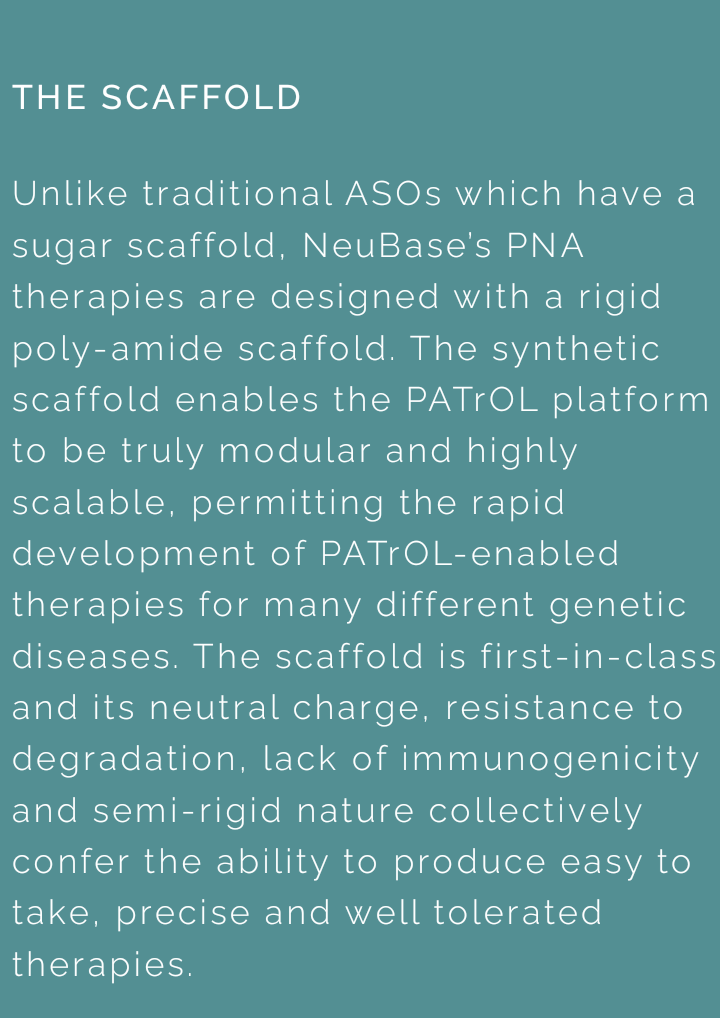 THE SCAFFOLD
Unlike traditional ASOs which have a
sugar scaffold, NeuBase’s PNA
therapies are designed with a rigid
poly-amide scaffold. The synthetic
scaffold enables the PATrOL platform
to be truly modular and highly
scalable, permitting the rapid
development of PATrOL-enabled
therapies for many different genetic
diseases. The scaffold is first-in-class
and its neutral charge, resistance to
degradation, lack of immunogenicity
and semi-rigid nature collectively
confer the ability to produce easy to
take, precise and well tolerated
therapies.